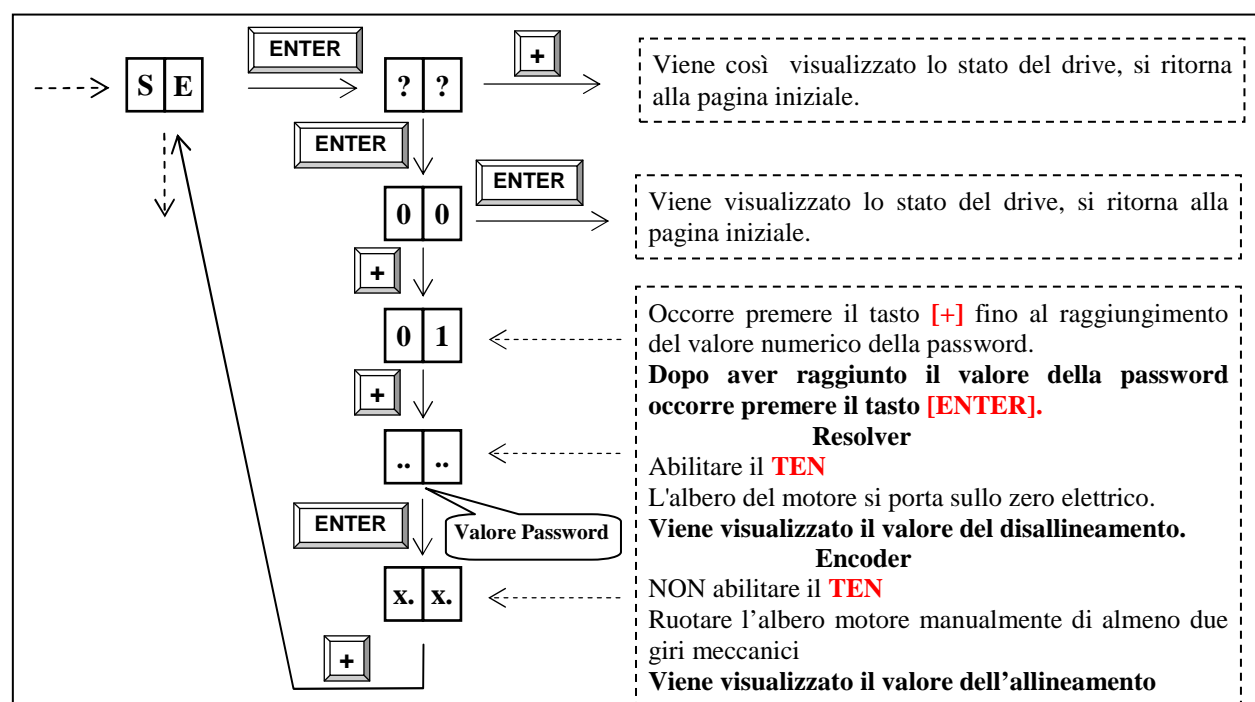 ENTER
+
S E
? ?
Viene così visualizzato lo stato del drive, si ritorna
alla pagina iniziale.
ENTER
ENTER
0 0
Viene visualizzato lo stato del drive, si ritorna alla
pagina iniziale.
+
0 1
Occorre premere il tasto [+] fino al raggiungimento
del valore numerico della password.
Dopo aver raggiunto il valore della password
occorre premere il tasto [ENTER].
+
.. ..
Resolver
Abilitare il TEN
L'albero del motore si porta sullo zero elettrico.
Viene visualizzato il valore del disallineamento.
ENTER
Valore Password
Encoder
NON abilitare il TEN
x. x.
Ruotare l’albero motore manualmente di almeno due
giri meccanici
+
Viene visualizzato il valore dell’allineamento